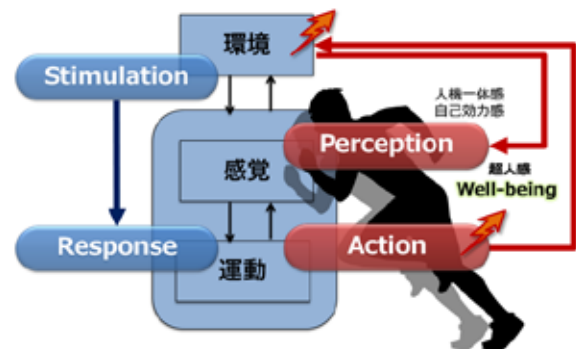 環境
Stimulation
人機一体感
自己効力感
Perception
感覚
超人感
Well-being
Response
Action
運動